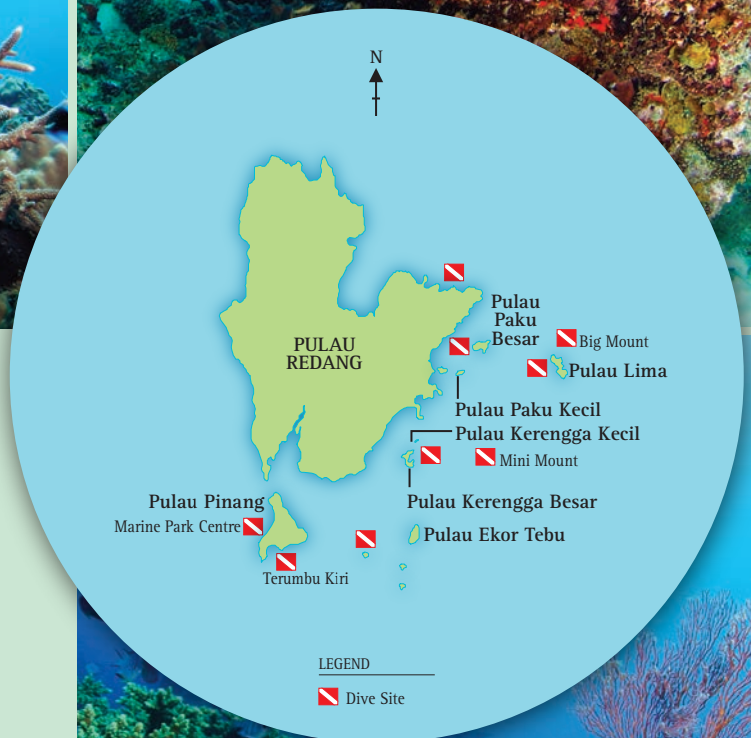 N
PULAU
REDANG
Pulau
Paku
Besar
Big Mount
Pulau Lima
Pulau Paku Kecil
Pulau Kerengga Kecil
Mini Mount
Pulau Kerengga Besar
Pulau Pinang
Marine Park Centre
Pulau Ekor Tebu
Terumbu Kiri
LEGEND
Dive Site